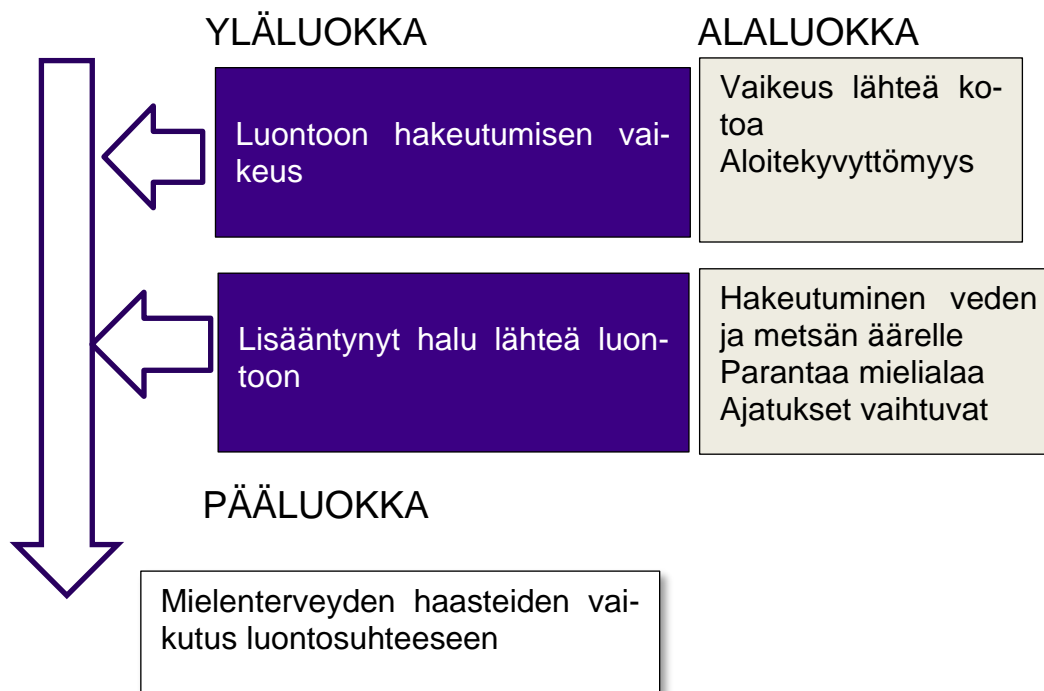 YLÄLUOKKA
ALALUOKKA
Luontoon hakeutumisen vai-
keus
Vaikeus lähteä ko-
toa
Aloitekyvyttömyys
Lisääntynyt halu lähteä luon-
toon
Hakeutuminen veden
ja metsän äärelle
Parantaa mielialaa
Ajatukset vaihtuvat
PÄÄLUOKKA
Mielenterveyden haasteiden vai-
kutus luontosuhteeseen